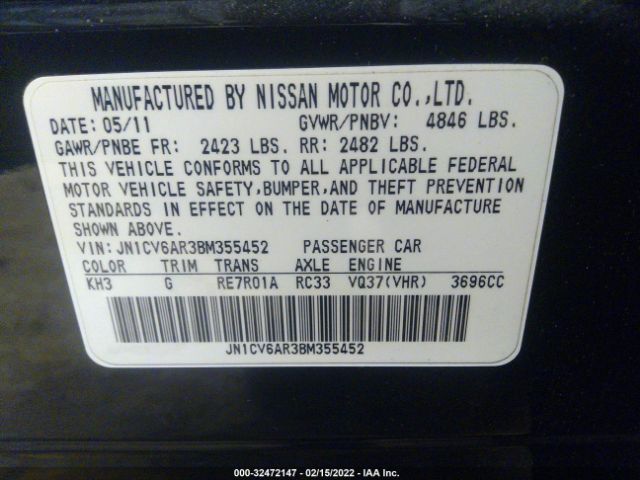 MANUFACTURED BY NISSAN MOTOR CO.,LTD.
DATE: 05/11 GVWR/PNBV: 4846 LBS.
GAWR/PNBE FR: 2423 LBS. RR: 2482 LBS.
THIS VEHICLE CONFORMS TO ALL APPLICABLE FEDERAL
MOTOR VEHICLE SAFETY,BUMPER,AND THEFT PREVENTION
STANDARDS IN EFFECT ON THE DATE OF MANUFACTURE
SHOWN ABOVE.
VIN: JN1CV6AR3BM355452 PASSENGER CAR
COLOR TRIM TRANS AXLE ENGINE
KH3 G RE7R01A RC33 VQ37(VHR) 3696CC
JN1CV6AR3BM355452
000-32472147 - 02/15/2022 - IAA Inc.